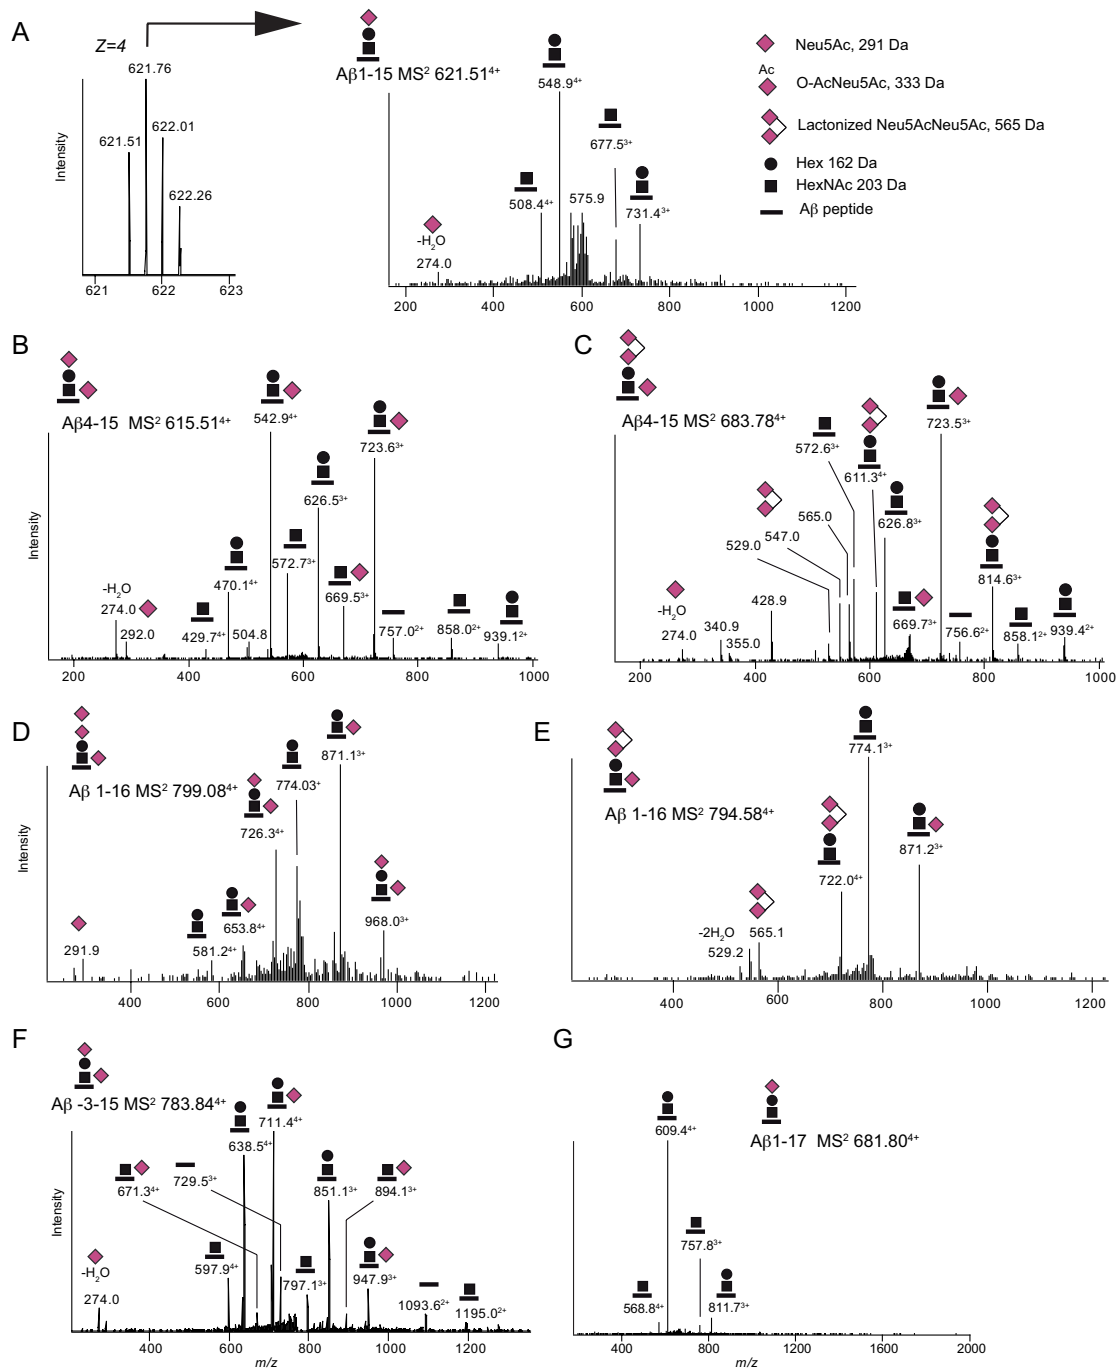 A
Z=4
621.76
621.51
622.01
622.26
Intensity
621 622 623
Aβ1-15 MS² 621.51⁴⁺
548.9⁴⁺
677.5³⁺
508.4⁴⁺
575.9
731.4³⁺
-H₂O
274.0
200 400 600 800 1000 1200
Neu5Ac, 291 Da
Ac
O-AcNeu5Ac, 333 Da
Lactonized Neu5AcNeu5Ac, 565 Da
Hex 162 Da
HexNAc 203 Da
Aβ peptide
B
Aβ4-15 MS² 615.51⁴⁺
542.9⁴⁺
723.6³⁺
626.5³⁺
572.7³⁺
470.1⁴⁺
669.5³⁺
-H₂O
274.0
292.0
429.7⁴⁺
504.8
757.0²⁺
858.0²⁺
939.1²⁺
Intensity
200 400 600 800 1000
C
Aβ4-15 MS² 683.78⁴⁺
723.5³⁺
572.6³⁺
611.3⁴⁺
626.8³⁺
565.0
547.0
529.0
814.6³⁺
-H₂O
274.0
340.9
355.0
428.9
669.7³⁺
756.6²⁺
858.1²⁺
939.4²⁺
200 400 600 800 1000
D
Aβ 1-16 MS² 799.08⁴⁺
871.1³⁺
774.0³⁺
726.3⁴⁺
653.8⁴⁺
581.2⁴⁺
968.0³⁺
291.9
Intensity
400 600 800 1000 1200
E
Aβ 1-16 MS² 794.58⁴⁺
774.1³⁺
871.2³⁺
722.0⁴⁺
-2H₂O
529.2
565.1
400 600 800 1000 1200
F
Aβ -3-15 MS² 783.84⁴⁺
711.4⁴⁺
638.5⁴⁺
671.3⁴⁺
729.5³⁺
851.1³⁺
894.1³⁺
597.9⁴⁺
797.1³⁺
947.9³⁺
-H₂O
274.0
1093.6²⁺
1195.0²⁺
Intensity
400 600 800 1000 1200
m/z
G
Aβ1-17 MS² 681.80⁴⁺
609.4⁴⁺
757.8³⁺
568.8⁴⁺
811.7³⁺
400 600 800 1000 1200 1400 1600 1800 2000
m/z